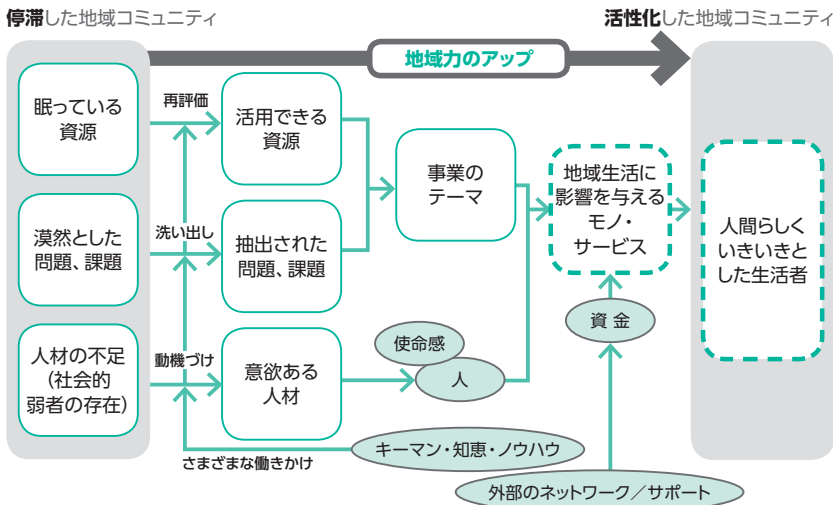 停滞した地域コミュニティ
活性化した地域コミュニティ
地域力のアップ
眠っている
資源
再評価
活用できる
資源
漠然とした
問題、課題
洗い出し
抽出された
問題、課題
事業の
テーマ
地域生活に
影響を与える
モノ・
サービス
人間らしく
いきいきと
した生活者
人材の不足
（社会的
弱者の存在）
動機づけ
意欲ある
人材
使命感
人
資金
キーマン・知恵・ノウハウ
さまざまな働きかけ
外部のネットワーク／サポート